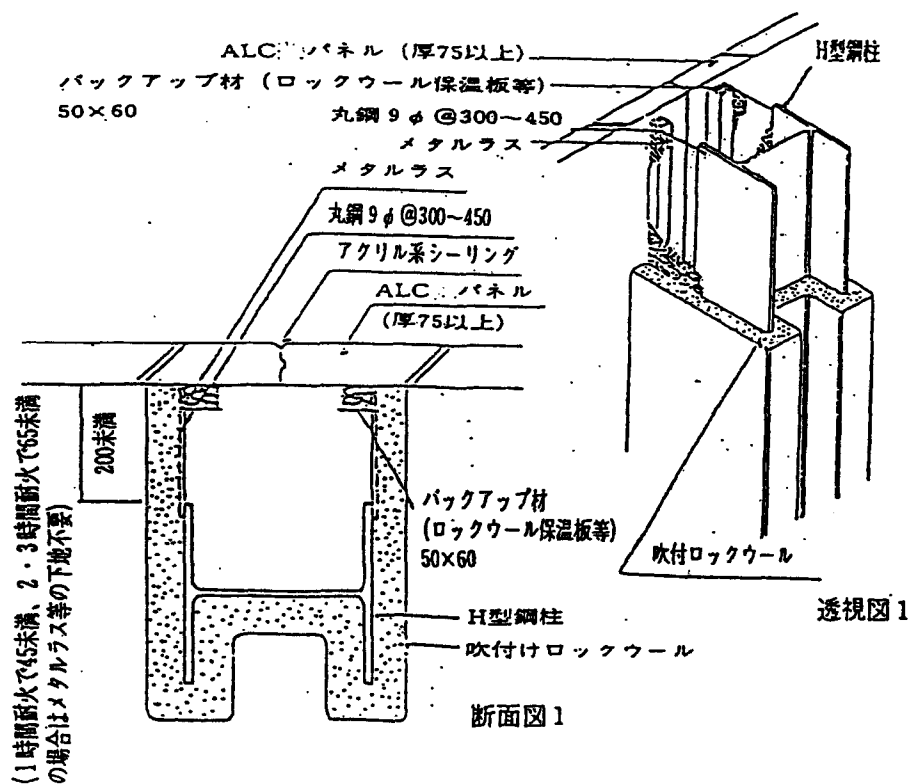 ALC パネル (厚75以上)
バックアップ材 (ロックウール保温板等)
50×60
丸鋼 9 φ @300〜450
メタルラス
H型鋼柱
メタルラス
丸鋼 9 φ @300〜450
アクリル系シーリング
ALC パネル
(厚75以上)
200未満
(1時間耐火で45未満、2・3時間耐火で65未満
の場合はメタルラス等の下地不要)
バックアップ材
(ロックウール保温板等)
50×60
H型鋼柱
吹付けロックウール
断面図1
吹付ロックウール
透視図1